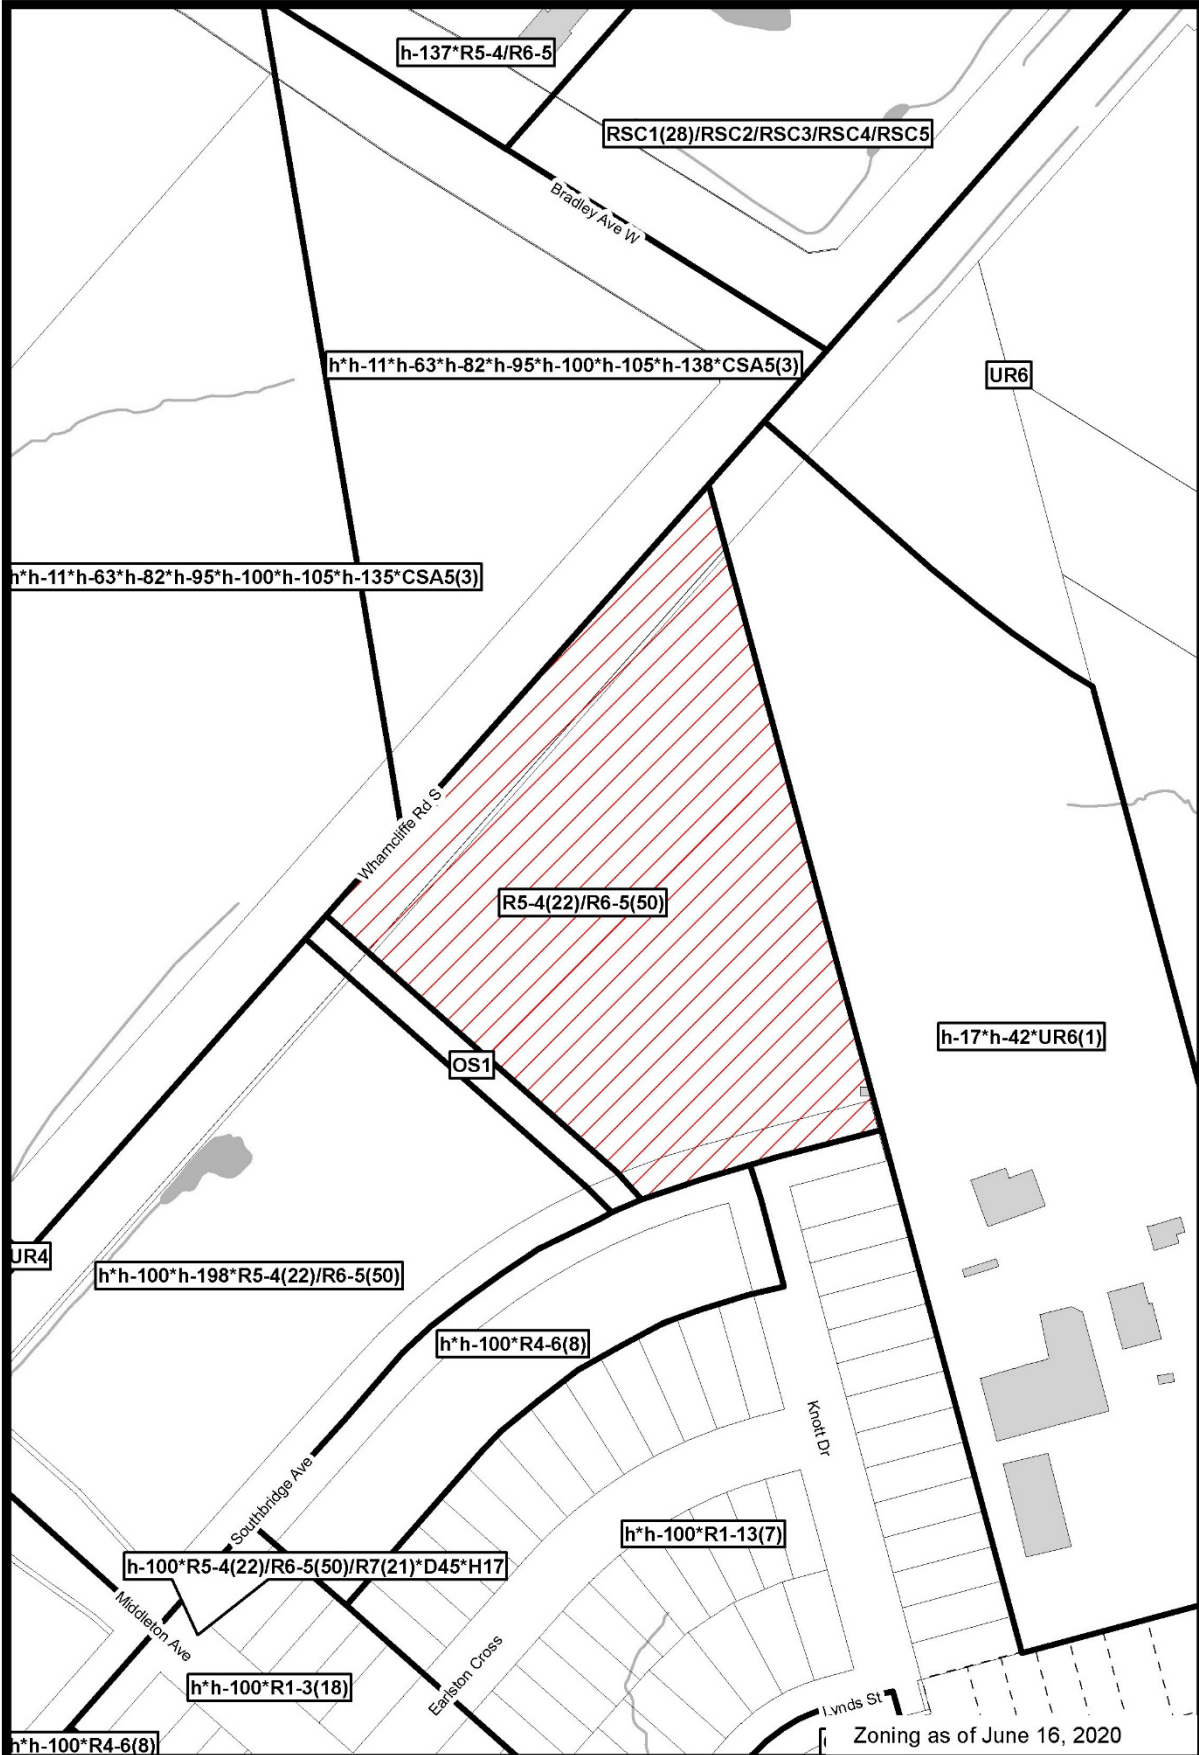 h-137*R5-4/R6-5
RSC1(28)/RSC2/RSC3/RSC4/RSC5
Bradley Ave W
h*h-11*h-63*h-82*h-95*h-100*h-105*h-138*CSA5(3)
UR6
h*h-11*h-63*h-82*h-95*h-100*h-105*h-135*CSA5(3)
Wharncliffe Rd S
R5-4(22)/R6-5(50)
h-17*h-42*UR6(1)
OS1
UR4
h*h-100*h-198*R5-4(22)/R6-5(50)
h*h-100*R4-6(8)
Knott Dr
Southbridge Ave
h*h-100*R1-13(7)
h-100*R5-4(22)/R6-5(50)/R7(21)*D45*H17
Middleton Ave
Earlston Cross
h*h-100*R1-3(18)
Lynds St
h*h-100*R4-6(8)
Zoning as of June 16, 2020